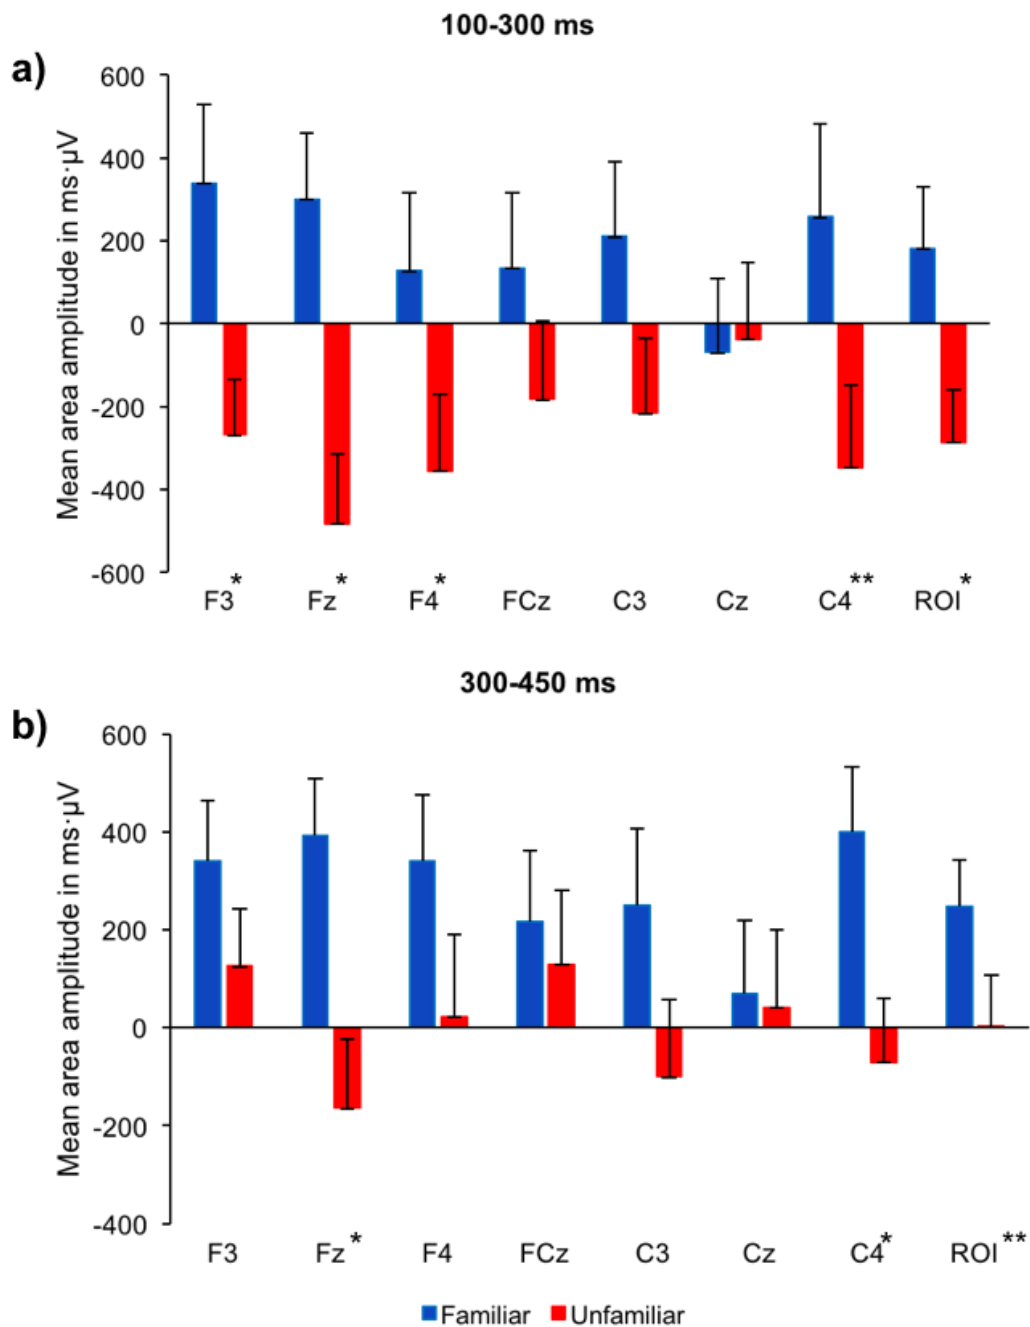 100-300 ms
a)
Mean area amplitude in ms·µV
600
400
200
0
-200
-400
-600
F3* Fz* F4* FCz C3 Cz C4** ROI*
300-450 ms
b)
Mean area amplitude in ms·µV
600
400
200
0
-200
-400
F3 Fz* F4 FCz C3 Cz C4* ROI**
Familiar Unfamiliar